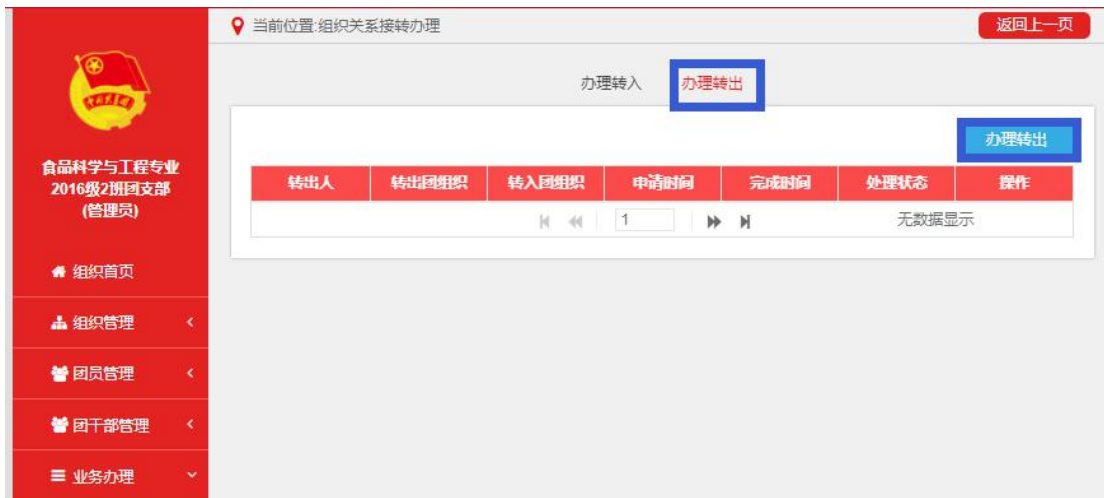 当前位置:组织关系接转办理
返回上一页
办理转入
办理转出
办理转出
食品科学与工程专业
2016级2班团支部
(管理员)
转出人
转出团组织
转入团组织
申请时间
完成时间
处理状态
操作
1
无数据显示
组织首页
组织管理
团员管理
团干部管理
业务办理